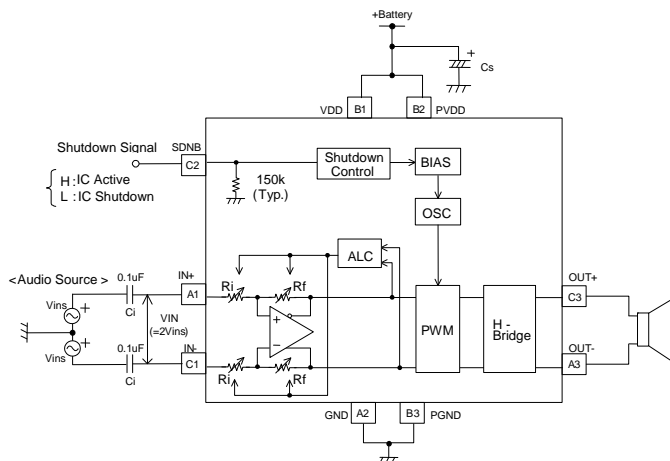 +Battery
+
Cs
VDD
B1
B2
PVDD
Shutdown Signal
SDNB
C2
H : IC Active
L : IC Shutdown
150k
(Typ.)
Shutdown
Control
BIAS
OSC
ALC
<Audio Source >
0.1uF
IN+
A1
Ri
Rf
OUT+
C3
Vins
+
Ci
VIN
(=2Vins)
+
−
PWM
H -
Bridge
Vins
+
0.1uF
IN-
C1
Ci
Ri
Rf
OUT-
A3
GND
A2
B3
PGND